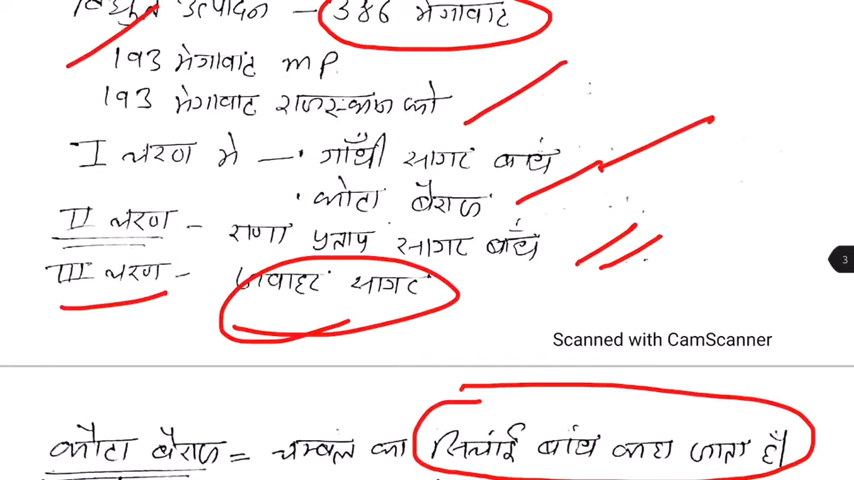 विद्युत उत्पादन – 386 मेगावाट
193 मेगावाट MP.
193 मेगावाट राजस्थान को
I चरण में – • गाँधी सागर बांध
• कोटा बैराज
II चरण – राणा प्रताप सागर बांध
III चरण – जवाहर सागर
3
Scanned with CamScanner
कोटा बैराज = चम्बल का सिंचाई बांध कहा जाता है।